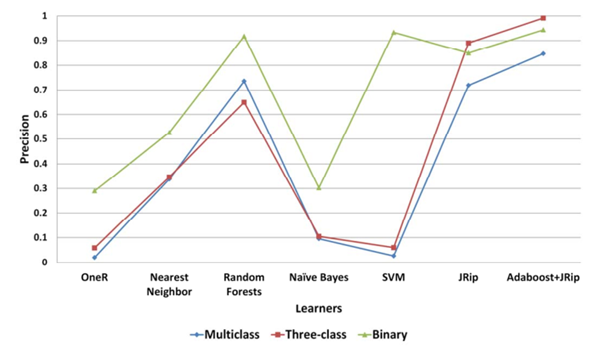 1
0.9
0.8
0.7
0.6
0.5
0.4
0.3
0.2
0.1
0
Precision
OneR
Nearest
Neighbor
Random
Forests
Naïve Bayes
SVM
JRip
Adaboost+JRip
Learners
Multiclass
Three-class
Binary